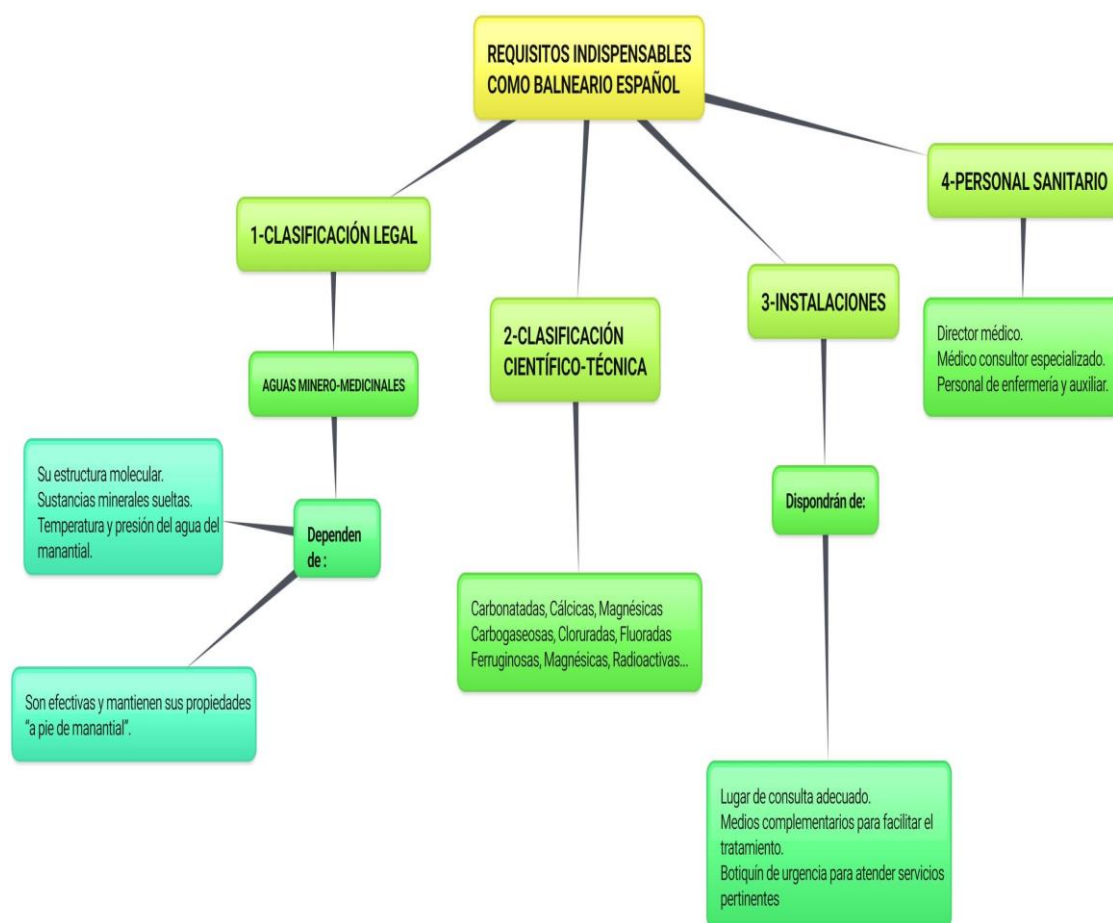 REQUISITOS INDISPENSABLES
COMO BALNEARIO ESPAÑOL
1-CLASIFICACIÓN LEGAL
AGUAS MINERO-MEDICINALES
Dependen
de :
Su estructura molecular.
Sustancias minerales sueltas.
Temperatura y presión del agua del
manantial.
Son efectivas y mantienen sus propiedades
“a pie de manantial”.
2-CLASIFICACIÓN
CIENTÍFICO-TÉCNICA
Carbonatadas, Cálcicas, Magnésicas
Carbogaseosas, Cloruradas, Fluoradas
Ferruginosas, Magnésicas, Radioactivas...
3-INSTALACIONES
Dispondrán de:
Lugar de consulta adecuado.
Medios complementarios para facilitar el
tratamiento.
Botiquín de urgencia para atender servicios
pertinentes
4-PERSONAL SANITARIO
Director médico.
Médico consultor especializado.
Personal de enfermería y auxiliar.